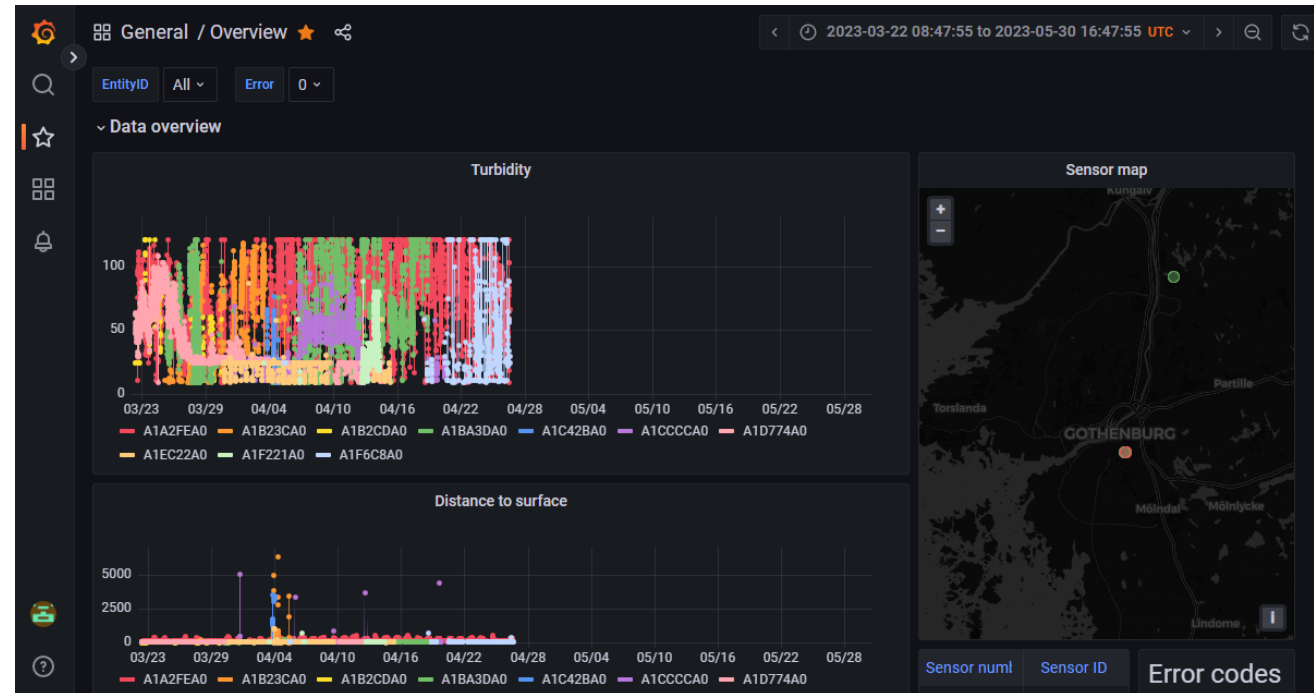 General / Overview
2023-03-22 08:47:55 to 2023-05-30 16:47:55 UTC
EntityID All Error 0
Data overview
Turbidity
100
50
0
03/23 03/29 04/04 04/10 04/16 04/22 04/28 05/04 05/10 05/16 05/22 05/28
A1A2FEA0 A1B23CA0 A1B2CDA0 A1BA3DA0 A1C42BA0 A1CCCCA0 A1D774A0
A1EC22A0 A1F221A0 A1F6C8A0
Sensor map
+
−
Kungälv
Partille
Torslanda
GOTHENBURG
Mölndal Mölnlycke
Lindome
i
Distance to surface
5000
2500
0
03/23 03/29 04/04 04/10 04/16 04/22 04/28 05/04 05/10 05/16 05/22 05/28
A1A2FEA0 A1B23CA0 A1B2CDA0 A1BA3DA0 A1C42BA0 A1CCCCA0 A1D774A0
Sensor numb Sensor ID Error codes
?